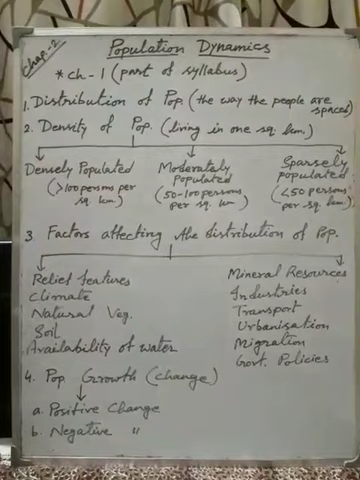 Chap.-2
Population Dynamics
* Ch-1 (part of syllabus)
1. Distribution of Pop. (the way the people are spaced)
2. Density of Pop. (living in one sq. km.)
Densely Populated (>100 persons per sq. km.)
Moderately Populated (50-100 persons per sq. km)
Sparsely populated (<50 persons per sq. km.)
3. Factors affecting the distribution of Pop.
Relief features
Climate
Natural Veg.
Soil
Availability of water
Mineral Resources
Industries
Transport
Urbanisation
Migration
Govt. Policies
4. Pop. Growth (change)
a. Positive Change
b. Negative "